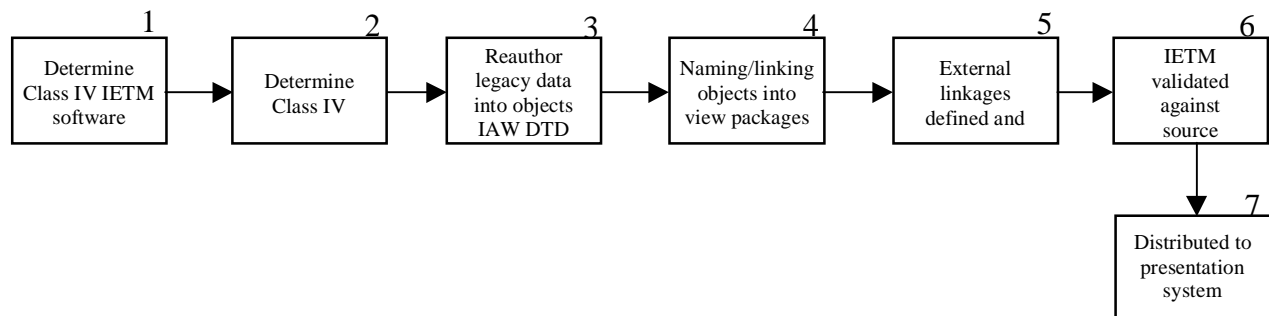 1
Determine
Class IV IETM
software
2
Determine
Class IV
3
Reauthor
legacy data
into objects
IAW DTD
4
Naming/linking
objects into
view packages
5
External
linkages
defined and
6
IETM
validated
against
source
7
Distributed to
presentation
system